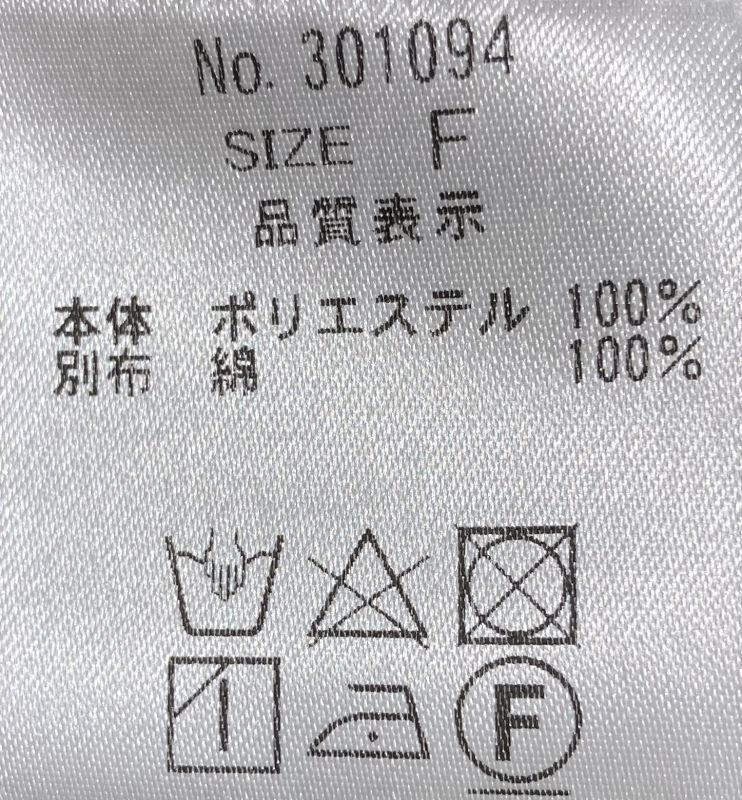 No. 301094
SIZE F
品質表示
本体 ポリエステル 100%
別布 綿 100%
F